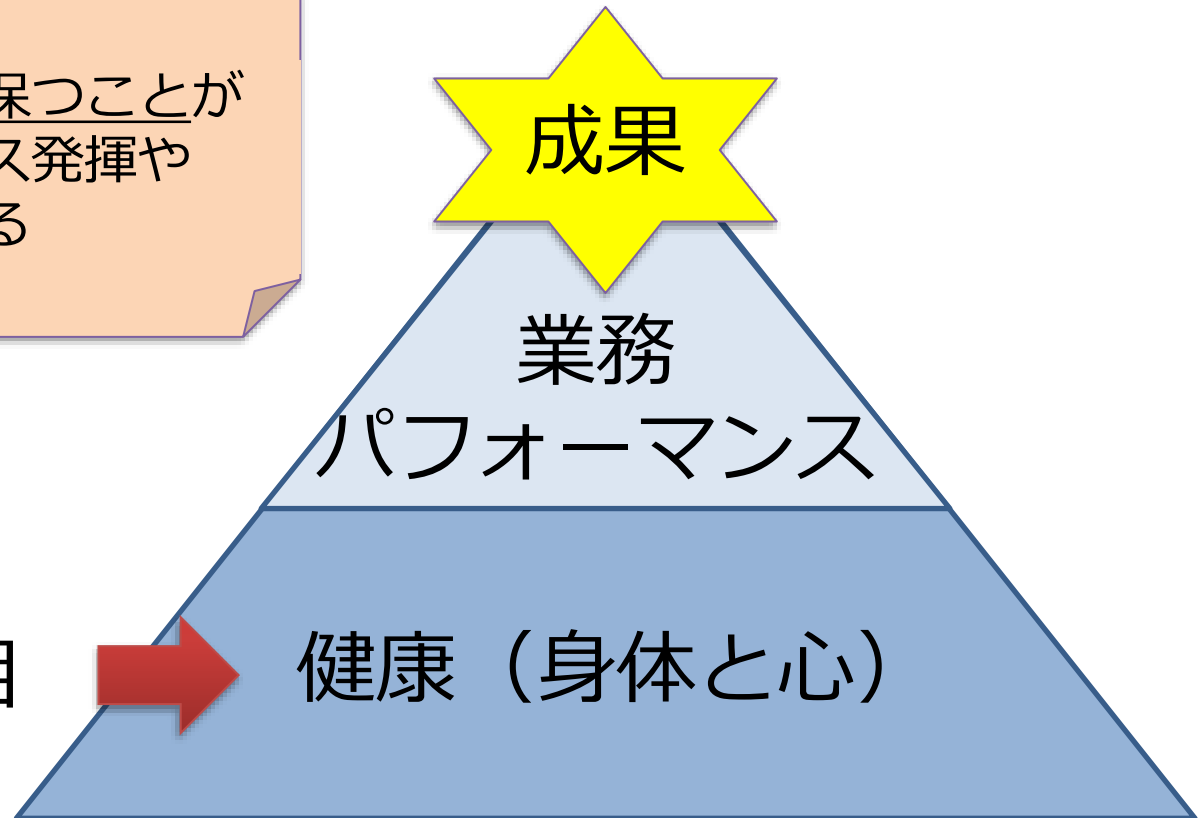 保つことが
ス発揮や
る
成果
業務
パフォーマンス
健康（身体と心）